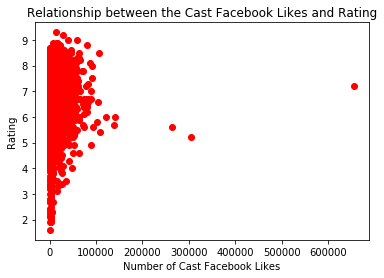 Relationship between the Cast Facebook Likes and Rating
Rating
9
8
7
6
5
4
3
2
0 100000 200000 300000 400000 500000 600000
Number of Cast Facebook Likes